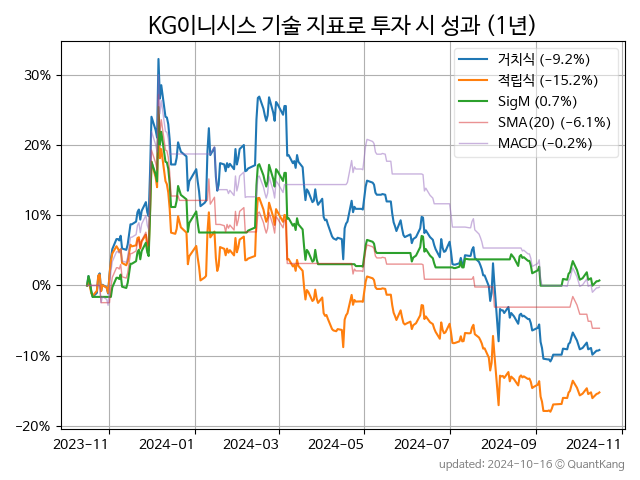 KG이니시스 기술 지표로 투자 시 성과 (1년)
거치식 (−9.2%)
적립식 (−15.2%)
SigM (0.7%)
SMA(20) (−6.1%)
MACD (−0.2%)
30%
20%
10%
0%
−10%
−20%
2023-11
2024-01
2024-03
2024-05
2024-07
2024-09
2024-11
updated: 2024-10-16 © QuantKang